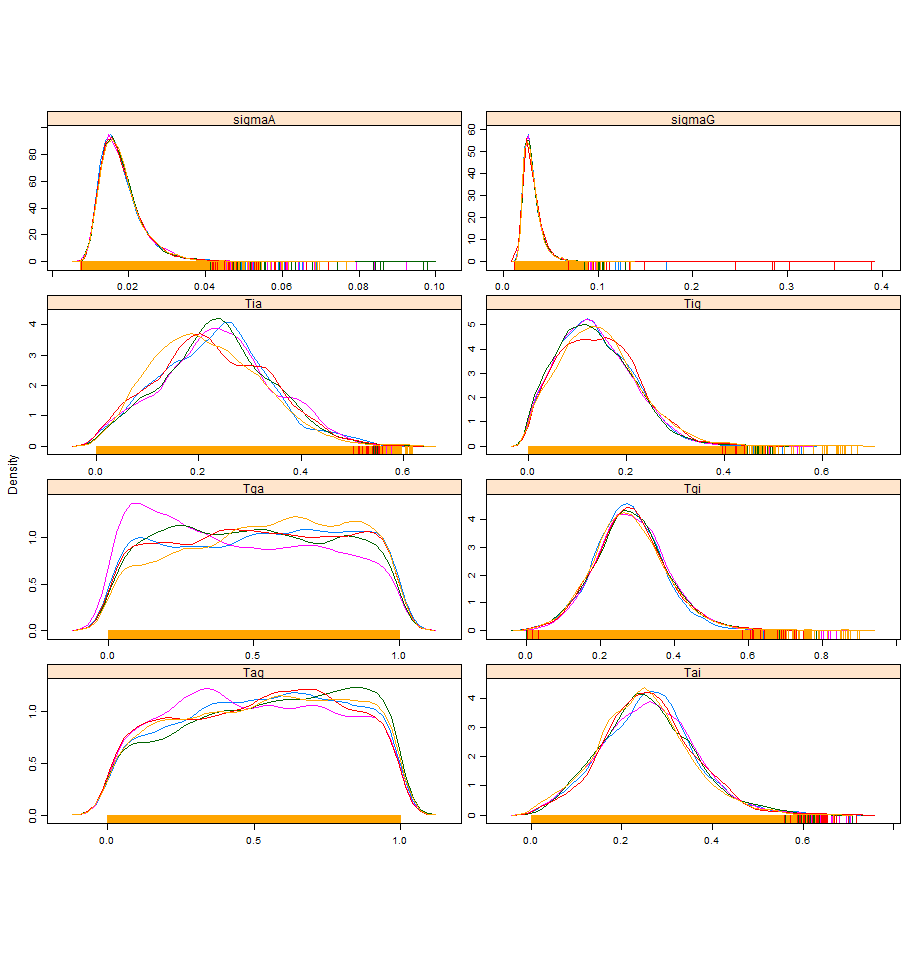 sigmaA
sigmaG
0 20 40 60 80
0 10 20 30 40 50 60
0.02 0.04 0.06 0.08 0.10
0.0 0.1 0.2 0.3 0.4
Tia
Tig
0 1 2 3 4
0 1 2 3 4 5
0.0 0.2 0.4 0.6
0.0 0.2 0.4 0.6
Density
Tga
Tgi
0.0 0.5 1.0
0 1 2 3 4
0.0 0.5 1.0
0.0 0.2 0.4 0.6 0.8
Tag
Tai
0.0 0.5 1.0
0 1 2 3 4
0.0 0.5 1.0
0.0 0.2 0.4 0.6